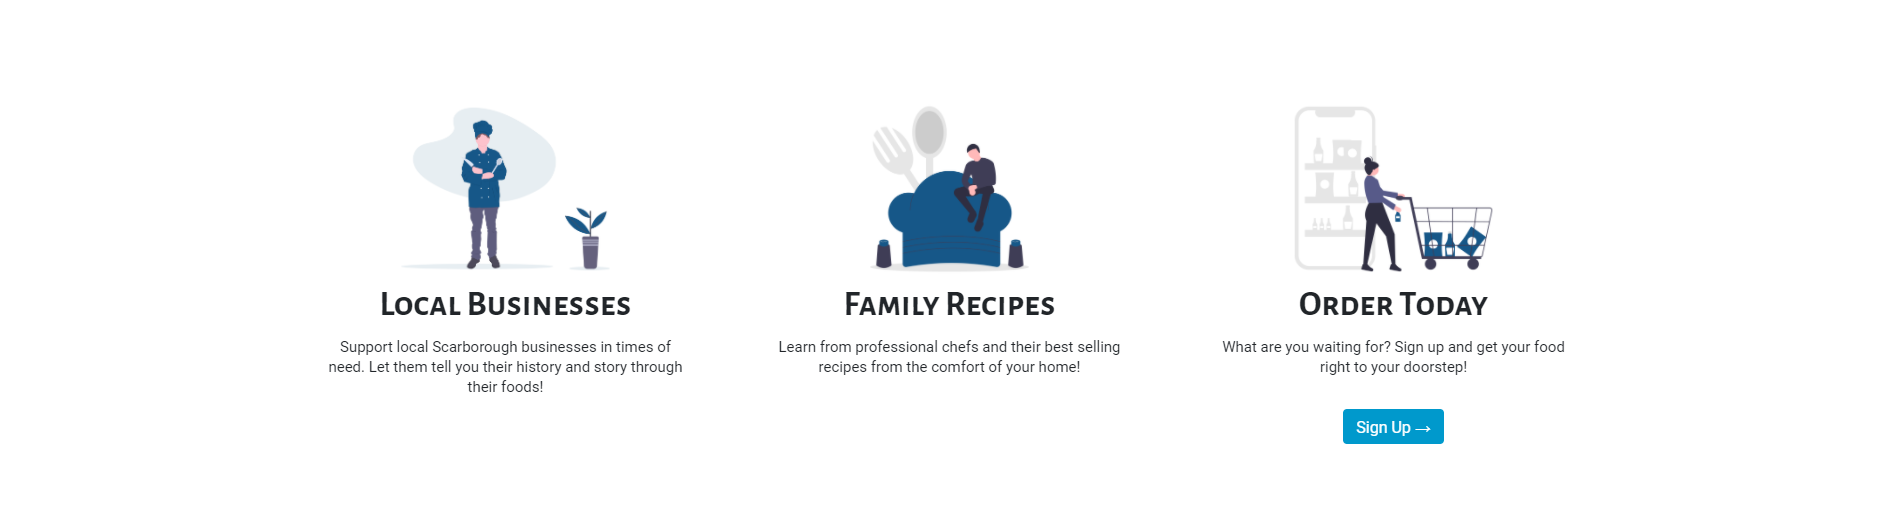 Local Businesses
Support local Scarborough businesses in times of
need. Let them tell you their history and story through
their foods!
Family Recipes
Learn from professional chefs and their best selling
recipes from the comfort of your home!
Order Today
What are you waiting for? Sign up and get your food
right to your doorstep!
Sign Up →